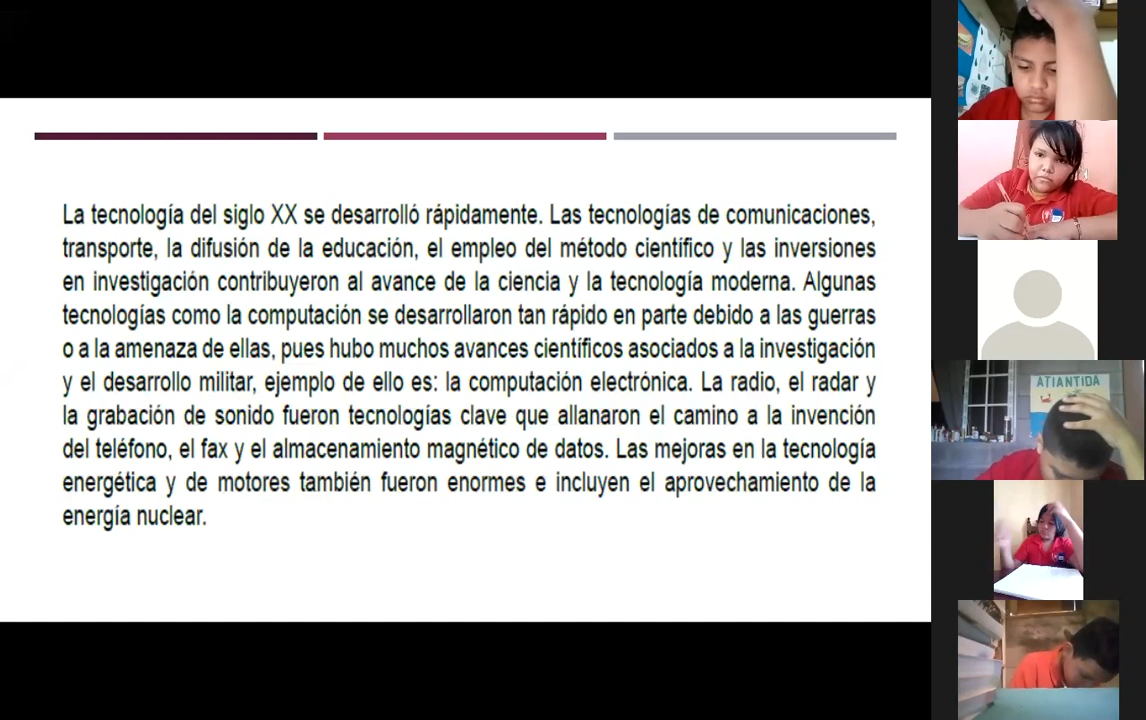 La tecnología del siglo XX se desarrolló rápidamente. Las tecnologías de comunicaciones,
transporte, la difusión de la educación, el empleo del método científico y las inversiones
en investigación contribuyeron al avance de la ciencia y la tecnología moderna. Algunas
tecnologías como la computación se desarrollaron tan rápido en parte debido a las guerras
o a la amenaza de ellas, pues hubo muchos avances científicos asociados a la investigación
y el desarrollo militar, ejemplo de ello es: la computación electrónica. La radio, el radar y
la grabación de sonido fueron tecnologías clave que allanaron el camino a la invención
del teléfono, el fax y el almacenamiento magnético de datos. Las mejoras en la tecnología
energética y de motores también fueron enormes e incluyen el aprovechamiento de la
energía nuclear.
ATIANTIDA